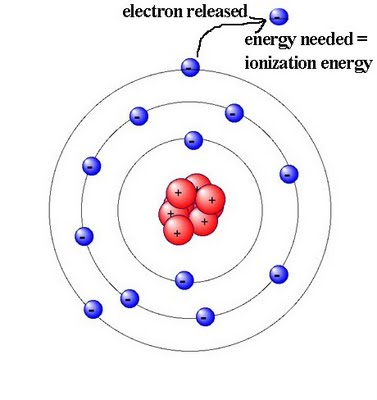 electron released
energy needed =
ionization energy